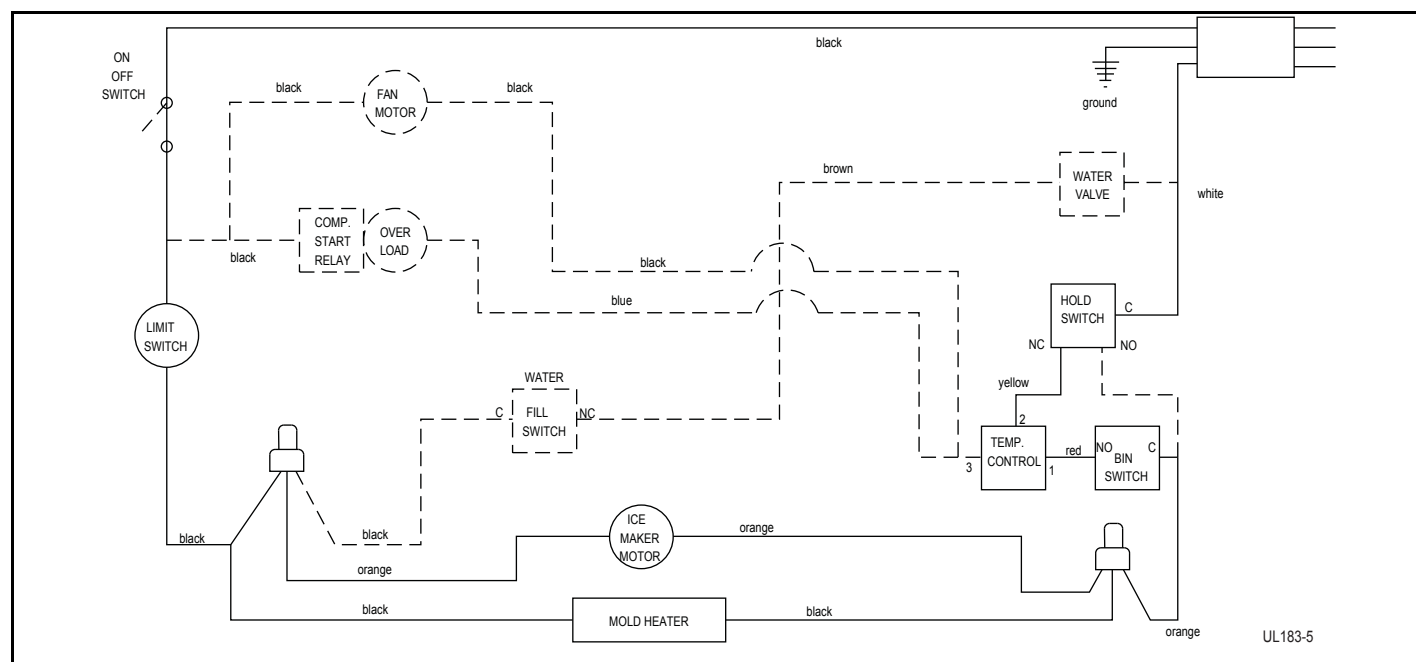 black
ON
OFF
SWITCH
ground
black
FAN
MOTOR
black
brown
WATER
VALVE
white
COMP.
START
RELAY
OVER
LOAD
black
black
blue
HOLD
SWITCH
C
NC
NO
LIMIT
SWITCH
yellow
WATER
C
FILL
SWITCH
NC
2
TEMP.
CONTROL
3
1
red
NO
C
BIN
SWITCH
black
black
ICE
MAKER
MOTOR
orange
orange
black
MOLD HEATER
black
orange
UL183-5